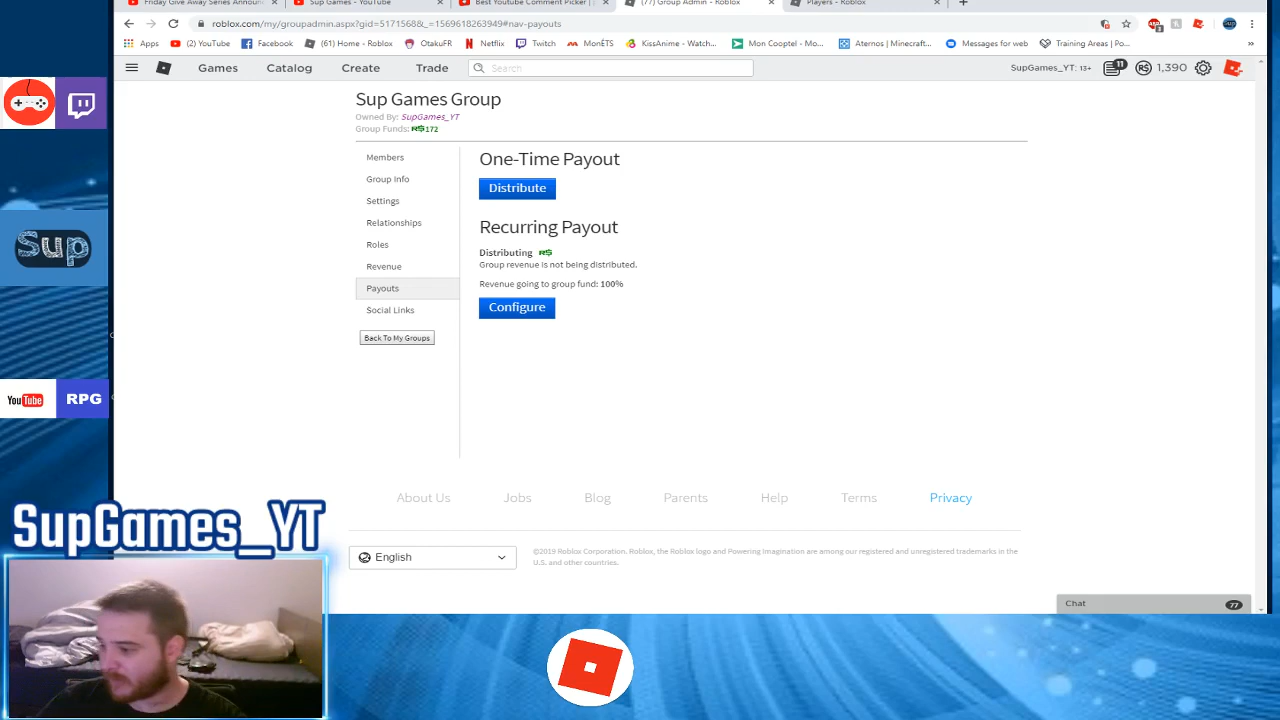 Friday Give Away Series Announc
Sup Games - YouTube
Best Youtube Comment Picker |
(77) Group Admin - Roblox
Players - Roblox
roblox.com/my/groupadmin.aspx?gid=5171568&_=1569618263949#nav-payouts
Apps
(2) YouTube
Facebook
(61) Home - Roblox
OtakuFR
Netflix
Twitch
MonÉTS
KissAnime - Watch...
Mon Cooptel - Mo...
Aternos | Minecraft...
Messages for web
Training Areas | Po...
»
Games
Catalog
Create
Trade
Search
SupGames_YT: 13+
11
1,390
Sup Games Group
Owned By: SupGames_YT
Group Funds: R$172
Members
Group Info
Settings
Relationships
Roles
Revenue
Payouts
Social Links
Back To My Groups
One-Time Payout
Distribute
Recurring Payout
Distributing R$
Group revenue is not being distributed.
Revenue going to group fund: 100%
Configure
About Us
Jobs
Blog
Parents
Help
Terms
Privacy
English
©2019 Roblox Corporation. Roblox, the Roblox logo and Powering Imagination are among our registered and unregistered trademarks in the
U.S. and other countries.
Chat
77
Sup
YouTube
RPG
SupGames_YT